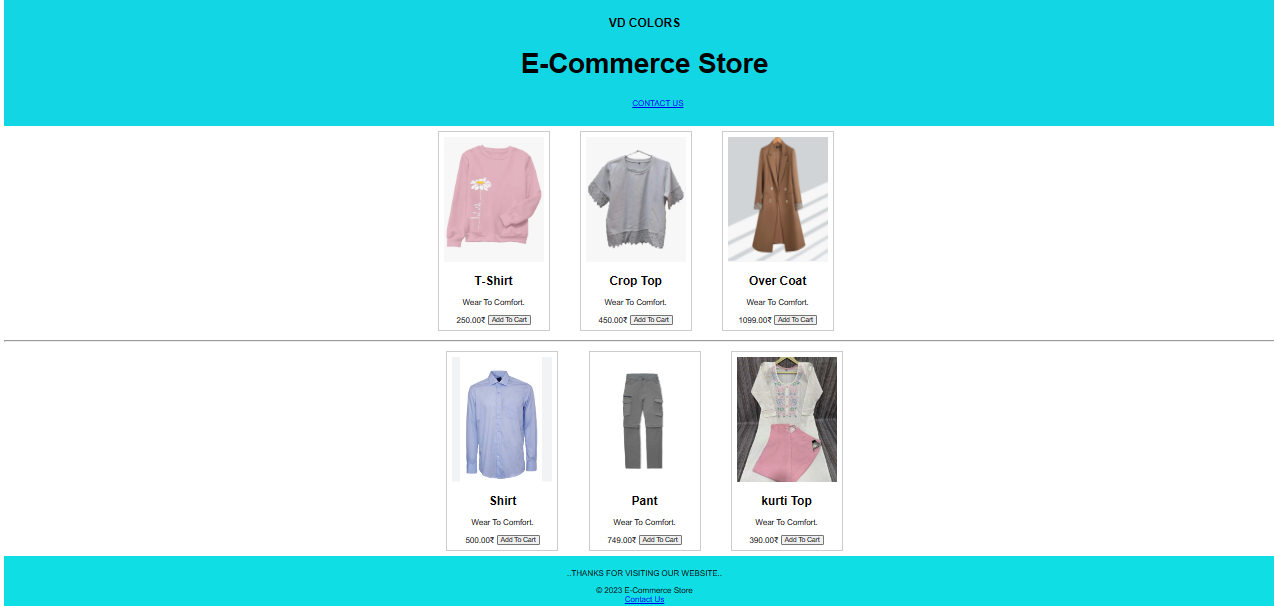 VD COLORS
E-Commerce Store
CONTACT US
T-Shirt
Wear To Comfort.
250.00₹ Add To Cart
Crop Top
Wear To Comfort.
450.00₹ Add To Cart
Over Coat
Wear To Comfort.
1099.00₹ Add To Cart
Shirt
Wear To Comfort.
500.00₹ Add To Cart
Pant
Wear To Comfort.
749.00₹ Add To Cart
kurti Top
Wear To Comfort.
390.00₹ Add To Cart
..THANKS FOR VISITING OUR WEBSITE..
© 2023 E-Commerce Store
Contact Us